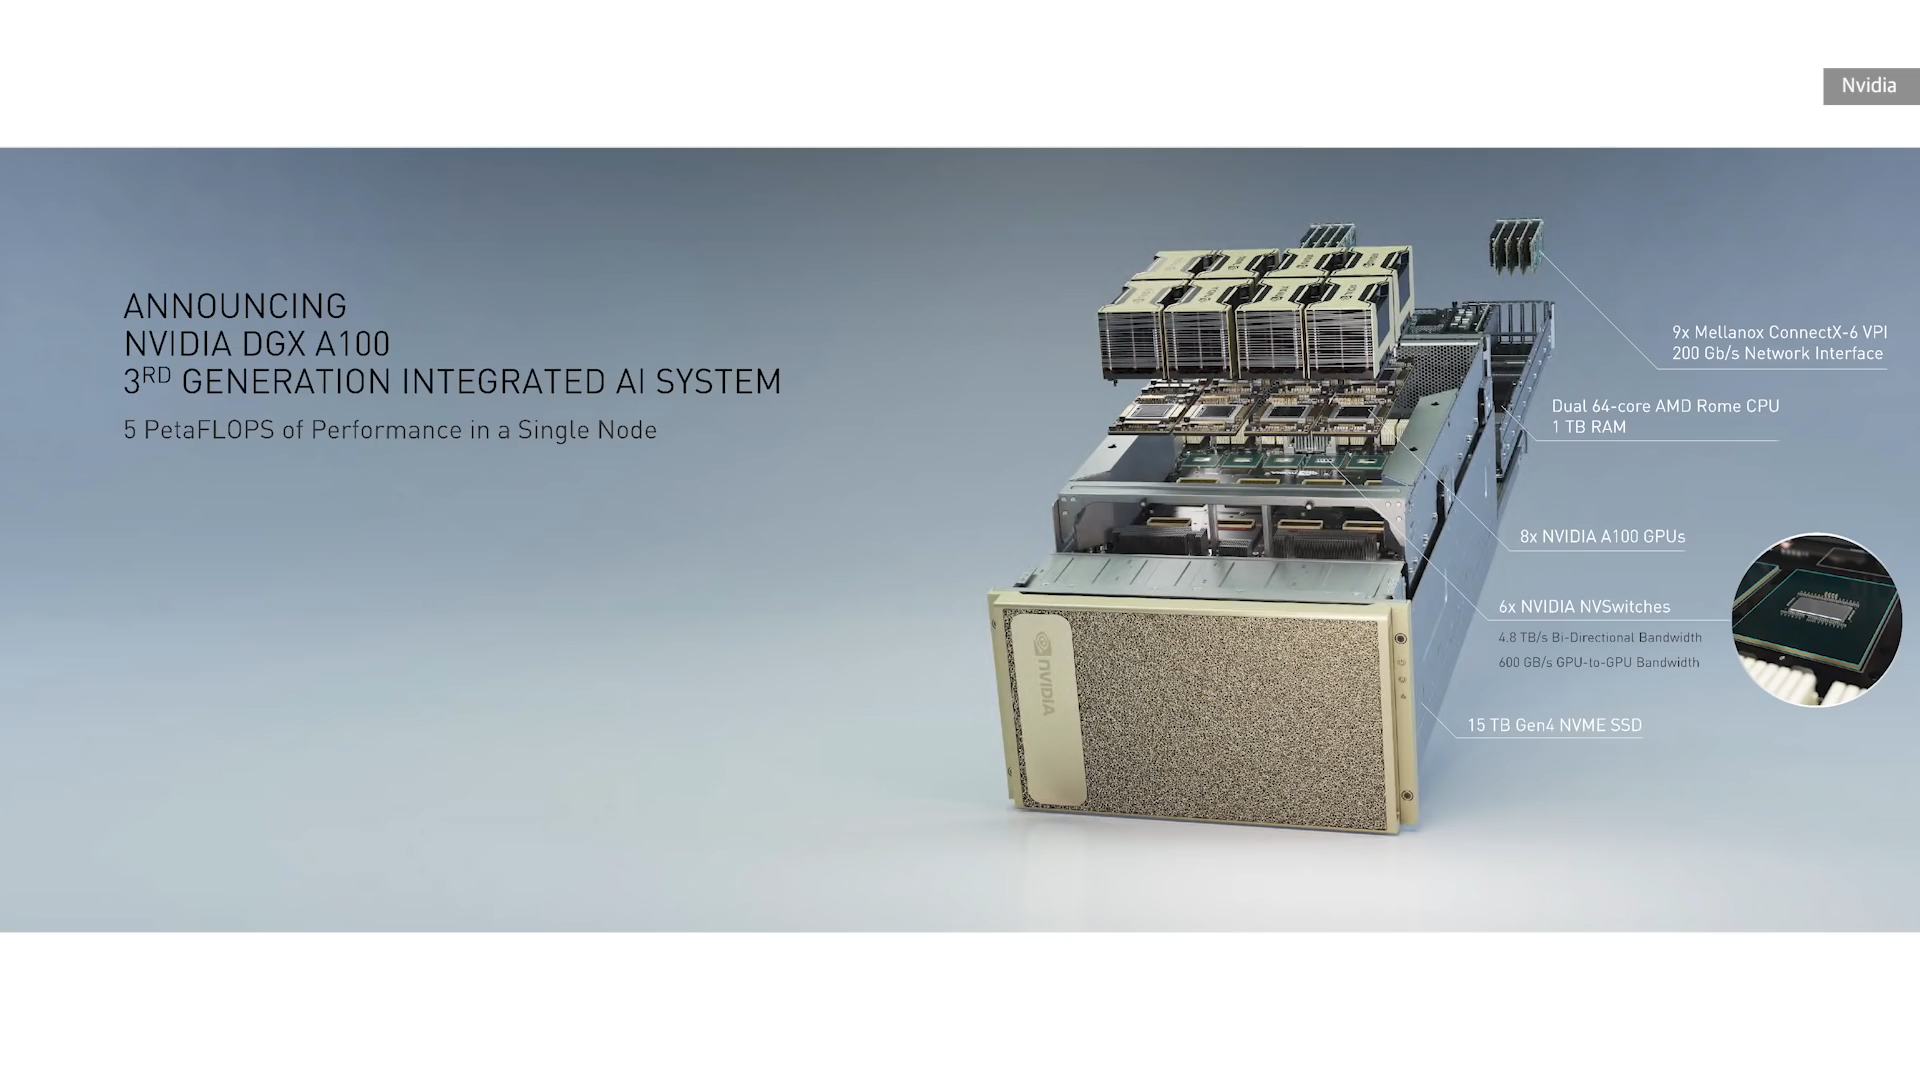 Nvidia
ANNOUNCING
NVIDIA DGX A100
3RD GENERATION INTEGRATED AI SYSTEM
5 PetaFLOPS of Performance in a Single Node
9x Mellanox ConnectX-6 VPI
200 Gb/s Network Interface
Dual 64-core AMD Rome CPU
1 TB RAM
8x NVIDIA A100 GPUs
6x NVIDIA NVSwitches
4.8 TB/s Bi-Directional Bandwidth
600 GB/s GPU-to-GPU Bandwidth
15 TB Gen4 NVME SSD
NVIDIA